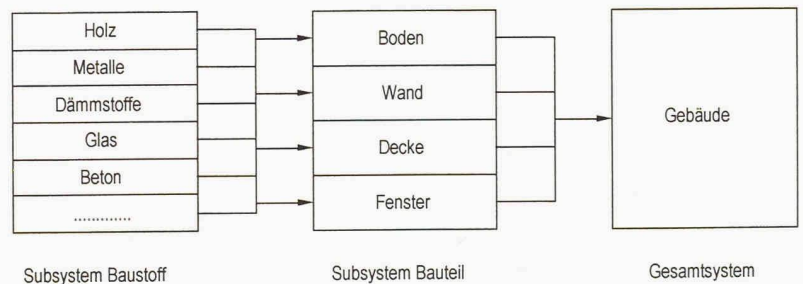 Holz
Metalle
Dämmstoffe
Glas
Beton
.............
Subsystem Baustoff
Boden
Wand
Decke
Fenster
Subsystem Bauteil
Gebäude
Gesamtsystem